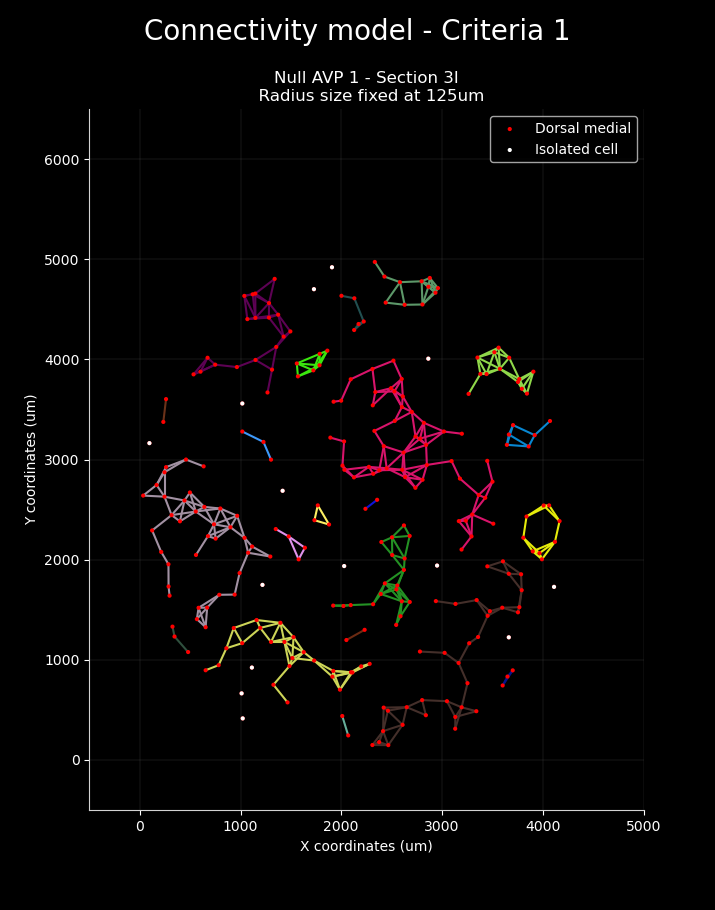 Connectivity model - Criteria 1
Null AVP 1 - Section 3I
Radius size fixed at 125um
Dorsal medial
Isolated cell
6000
5000
4000
3000
2000
1000
0
Y coordinates (um)
0 1000 2000 3000 4000 5000
X coordinates (um)